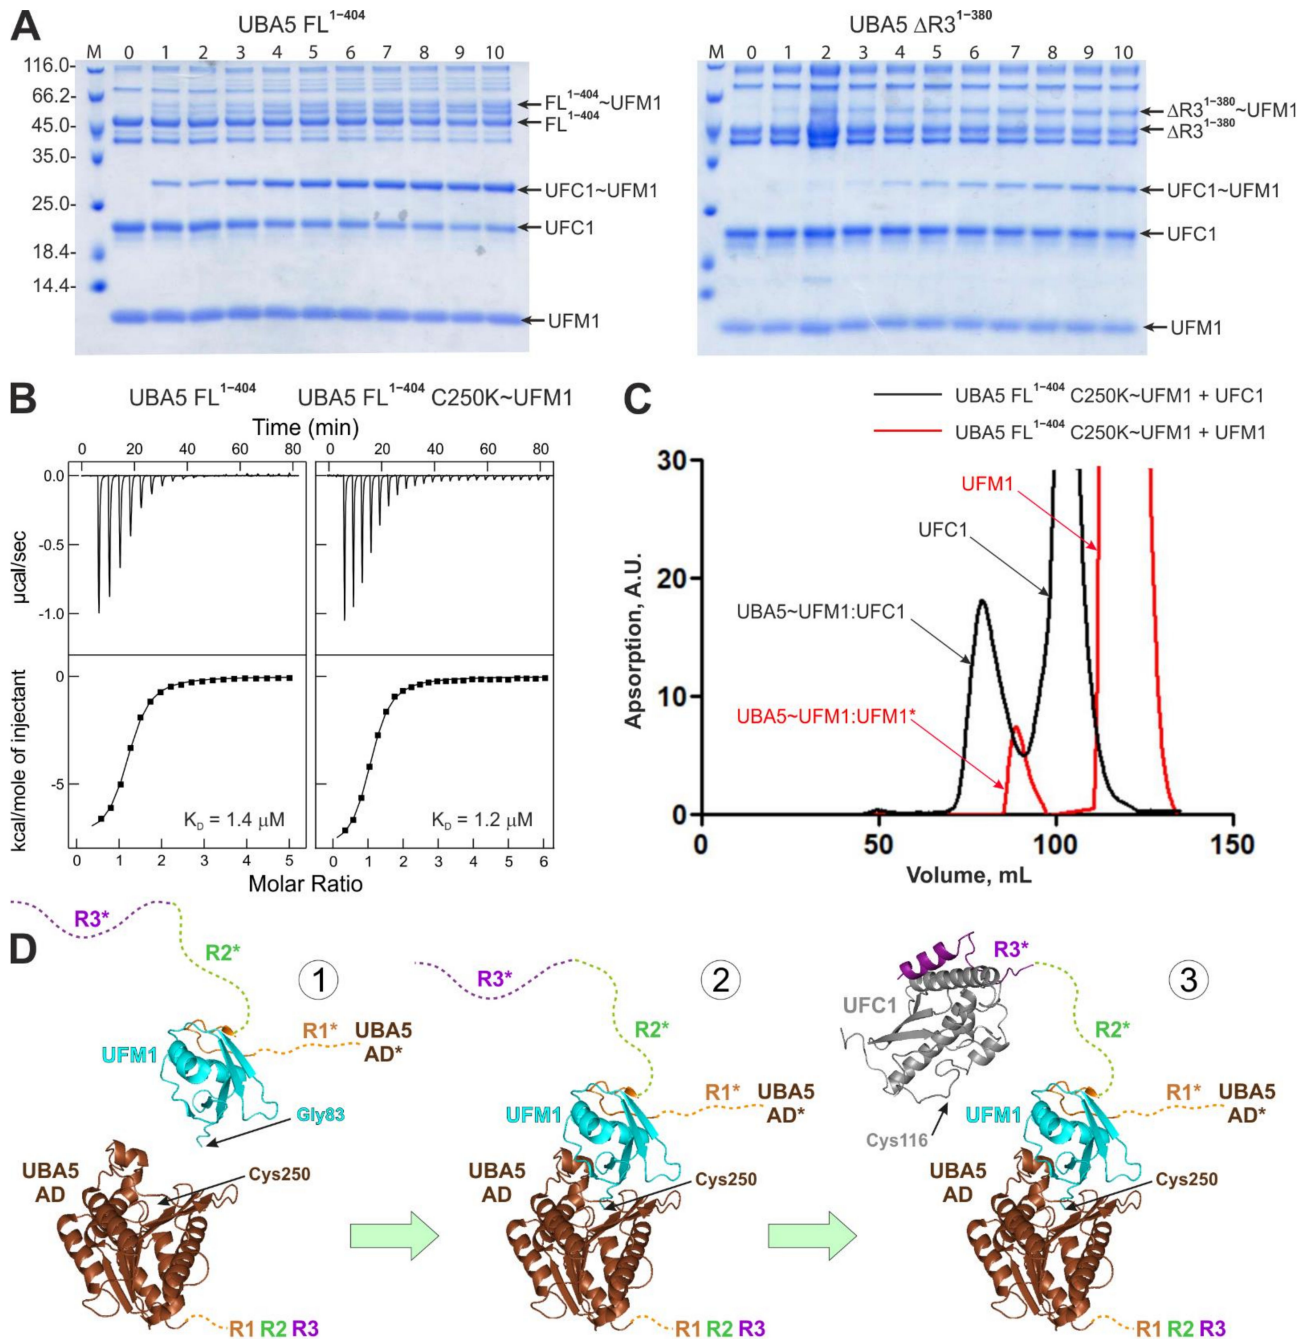 A
UBA5 FL¹⁻⁴⁰⁴
M 0 1 2 3 4 5 6 7 8 9 10
116.0-
66.2-
45.0-
35.0-
25.0-
18.4-
14.4-
FL¹⁻⁴⁰⁴~UFM1
FL¹⁻⁴⁰⁴
UFC1~UFM1
UFC1
UFM1
UBA5 ΔR3¹⁻³⁸⁰
M 0 1 2 3 4 5 6 7 8 9 10
ΔR3¹⁻³⁸⁰~UFM1
ΔR3¹⁻³⁸⁰
UFC1~UFM1
UFC1
UFM1
B
UBA5 FL¹⁻⁴⁰⁴
UBA5 FL¹⁻⁴⁰⁴ C250K~UFM1
Time (min)
0 20 40 60 80
0 20 40 60 80
0.0
-0.5
-1.0
µcal/sec
0
-5
kcal/mole of injectant
K_D = 1.4 µM
K_D = 1.2 µM
0 1 2 3 4 5
0 1 2 3 4 5 6
Molar Ratio
C
UBA5 FL¹⁻⁴⁰⁴ C250K~UFM1 + UFC1
UBA5 FL¹⁻⁴⁰⁴ C250K~UFM1 + UFM1
30
20
10
0
Apsorption, A.U.
UFM1
UFC1
UBA5~UFM1:UFC1
UBA5~UFM1:UFM1*
0 50 100 150
Volume, mL
D
R3*
R2*
1
R1*
UBA5
AD*
UFM1
Gly83
UBA5
AD
Cys250
R1 R2 R3
R3*
2
R2*
R1*
UBA5
AD*
UFM1
UBA5
AD
Cys250
R1 R2 R3
R3*
3
UFC1
R2*
R1*
UBA5
AD*
UFM1
Cys116
UBA5
AD
Cys250
R1 R2 R3